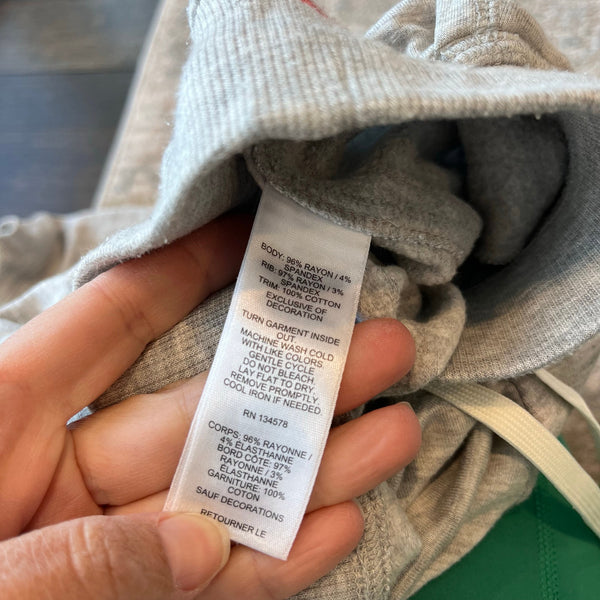 BODY: 96% RAYON / 4%
SPANDEX
RIB: 97% RAYON / 3%
SPANDEX
TRIM: 100% COTTON
EXCLUSIVE OF
DECORATION
TURN GARMENT INSIDE
OUT.
MACHINE WASH COLD
WITH LIKE COLORS.
GENTLE CYCLE
DO NOT BLEACH.
LAY FLAT TO DRY.
REMOVE PROMPTLY.
COOL IRON IF NEEDED.
RN 134578
CORPS: 96% RAYONNE /
4% ÉLASTHANNE
BORD CÔTE: 97%
RAYONNE / 3%
ÉLASTHANNE
GARNITURE: 100%
COTON
SAUF DECORATIONS
RETOURNER LE